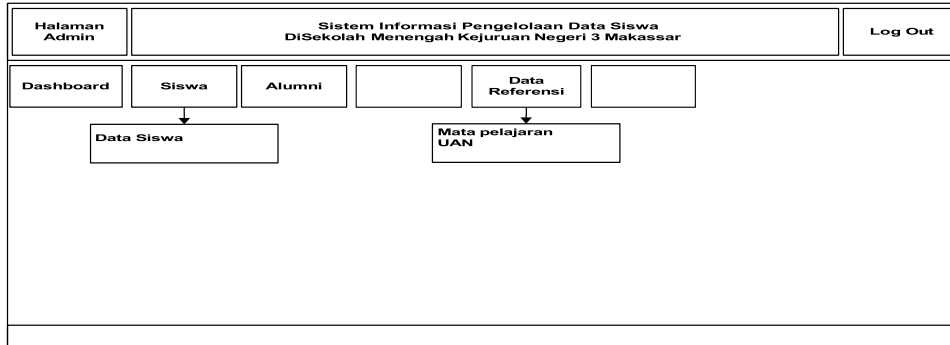 Halaman
Admin
Sistem Informasi Pengelolaan Data Siswa
DiSekolah Menengah Kejuruan Negeri 3 Makassar
Log Out
Dashboard
Siswa
Alumni
Data
Referensi
Data Siswa
Mata pelajaran
UAN